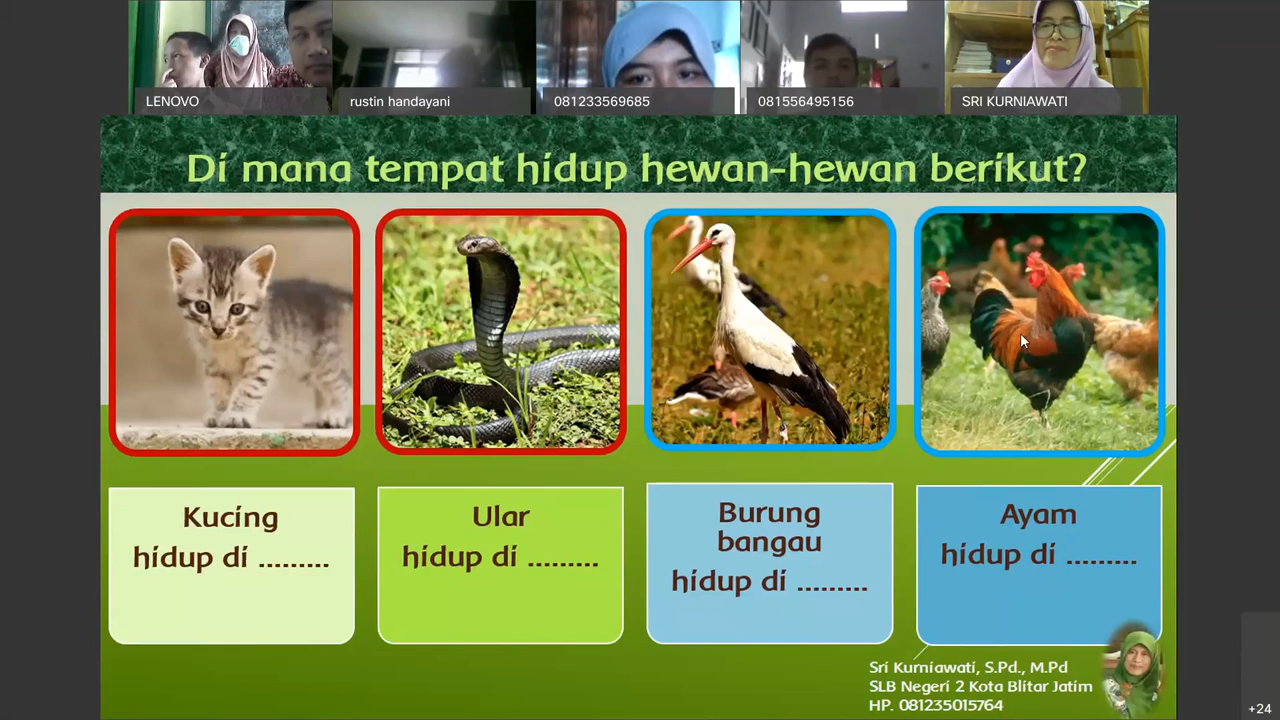 LENOVO
rustin handayani
081233569685
081556495156
SRI KURNIAWATI
Di mana tempat hidup hewan-hewan berikut?
Kucing
hidup di .........
Ular
hidup di .........
Burung
bangau
hidup di .........
Ayam
hidup di .........
Sri Kurniawati, S.Pd., M.Pd
SLB Negeri 2 Kota Blitar Jatim
HP. 081235015764
+24